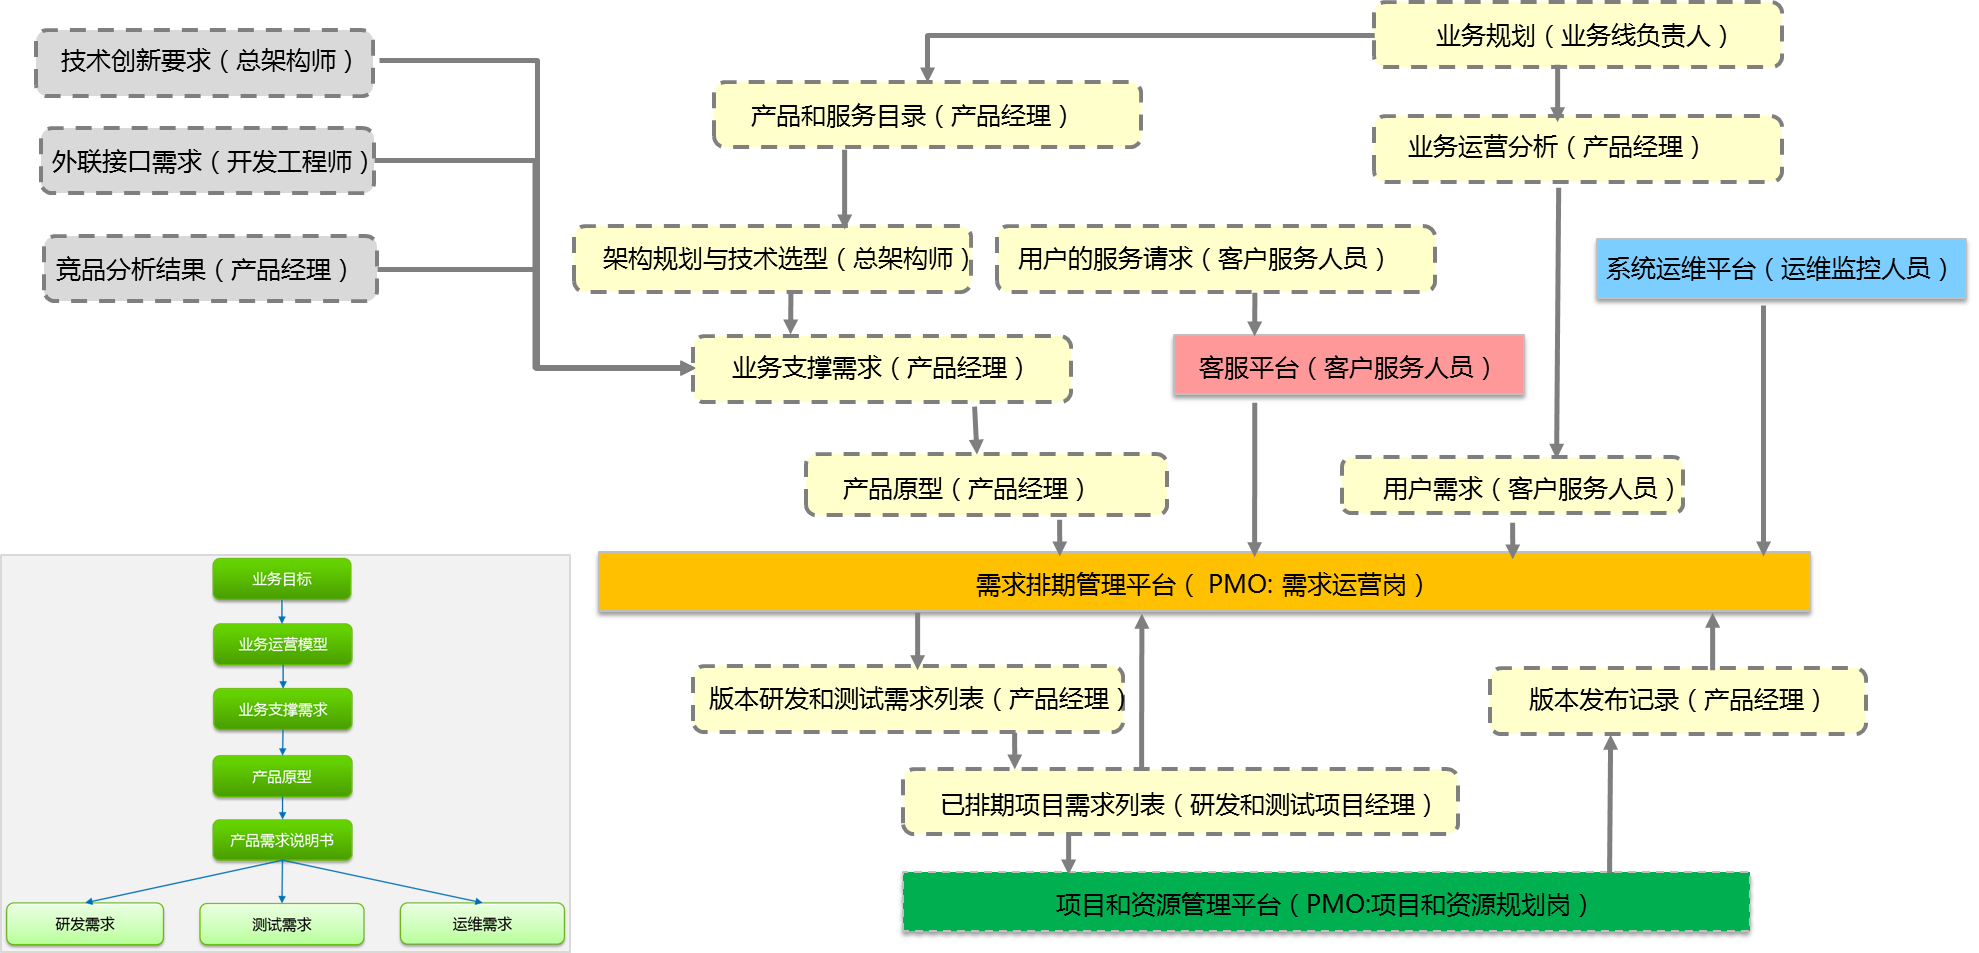 业务规划（业务线负责人）
技术创新要求（总架构师）
产品和服务目录（产品经理）
业务运营分析（产品经理）
外联接口需求（开发工程师）
架构规划与技术选型（总架构师）
用户的服务请求（客户服务人员）
系统运维平台（运维监控人员）
竞品分析结果（产品经理）
业务支撑需求（产品经理）
客服平台（客户服务人员）
产品原型（产品经理）
用户需求（客户服务人员）
需求排期管理平台（ PMO: 需求运营岗）
版本研发和测试需求列表（产品经理）
版本发布记录（产品经理）
已排期项目需求列表（研发和测试项目经理）
项目和资源管理平台（PMO:项目和资源规划岗）
业务目标
业务运营模型
业务支撑需求
产品原型
产品需求说明书
研发需求
测试需求
运维需求